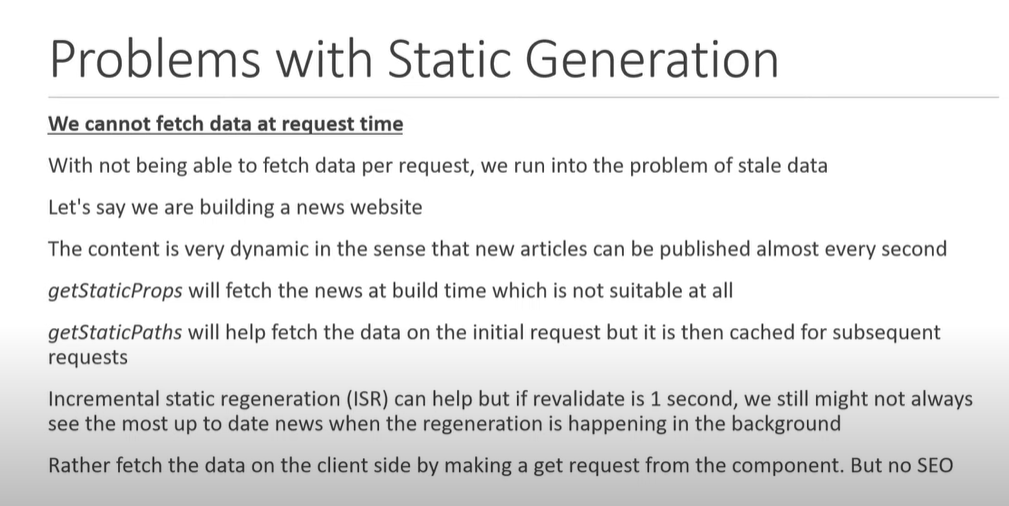 Problems with Static Generation
We cannot fetch data at request time
With not being able to fetch data per request, we run into the problem of stale data
Let's say we are building a news website
The content is very dynamic in the sense that new articles can be published almost every second
getStaticProps will fetch the news at build time which is not suitable at all
getStaticPaths will help fetch the data on the initial request but it is then cached for subsequent
requests
Incremental static regeneration (ISR) can help but if revalidate is 1 second, we still might not always
see the most up to date news when the regeneration is happening in the background
Rather fetch the data on the client side by making a get request from the component. But no SEO